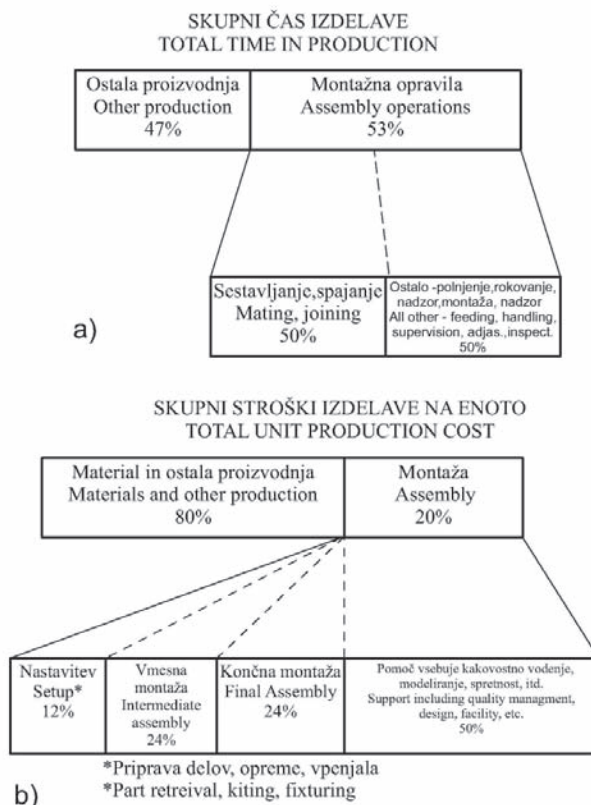 SKUPNI ČAS IZDELAVE
TOTAL TIME IN PRODUCTION
Ostala proizvodnja
Other production
47%
Montažna opravila
Assembly operations
53%
Sestavljanje,spajanje
Mating, joining
50%
Ostalo -polnjenje,rokovanje,
nadzor,montaža, nadzor
All other - feeding, handling,
supervision, adjas.,inspect.
50%
a)
SKUPNI STROŠKI IZDELAVE NA ENOTO
TOTAL UNIT PRODUCTION COST
Material in ostala proizvodnja
Materials and other production
80%
Montaža
Assembly
20%
Nastavitev
Setup*
12%
Vmesna
montaža
Intermediate
assembly
24%
Končna montaža
Final Assembly
24%
Pomoč vsebuje kakovostno vodenje,
modeliranje, spretnost, itd.
Support including quality managment,
design, facility, etc.
50%
*Priprava delov, opreme, vpenjala
*Part retreival, kiting, fixturing
b)